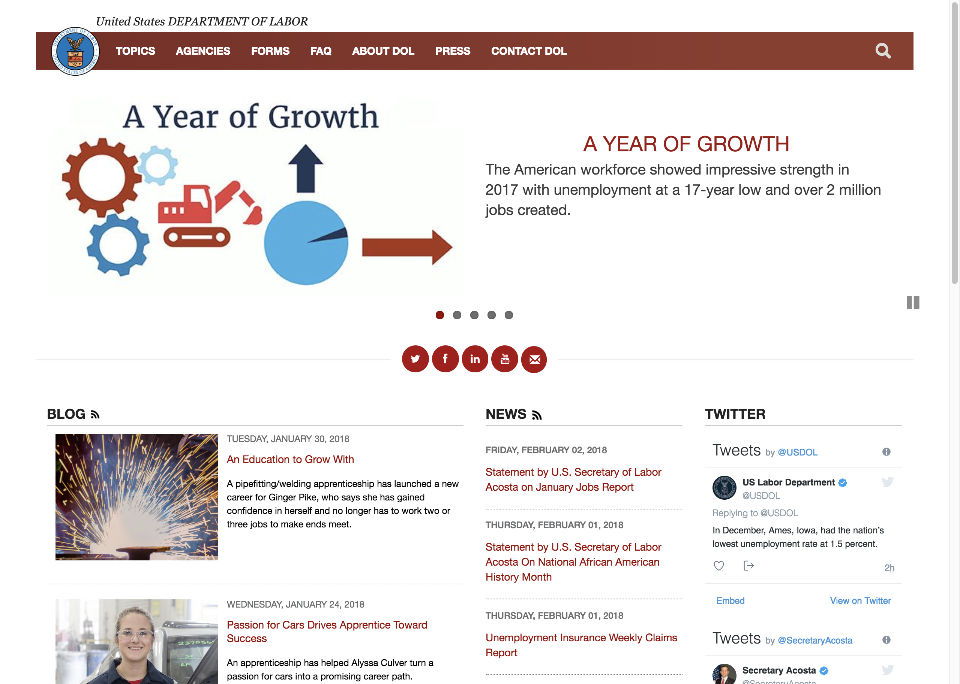 United States DEPARTMENT OF LABOR
TOPICS AGENCIES FORMS FAQ ABOUT DOL PRESS CONTACT DOL
A Year of Growth
A YEAR OF GROWTH
The American workforce showed impressive strength in
2017 with unemployment at a 17-year low and over 2 million
jobs created.
BLOG
TUESDAY, JANUARY 30, 2018
An Education to Grow With
A pipefitting/welding apprenticeship has launched a new
career for Ginger Pike, who says she has gained
confidence in herself and no longer has to work two or
three jobs to make ends meet.
WEDNESDAY, JANUARY 24, 2018
Passion for Cars Drives Apprentice Toward
Success
An apprenticeship has helped Alyssa Culver turn a
passion for cars into a promising career path.
NEWS
FRIDAY, FEBRUARY 02, 2018
Statement by U.S. Secretary of Labor
Acosta on January Jobs Report
THURSDAY, FEBRUARY 01, 2018
Statement by U.S. Secretary of Labor
Acosta On National African American
History Month
THURSDAY, FEBRUARY 01, 2018
Unemployment Insurance Weekly Claims
Report
TWITTER
Tweets by @USDOL
US Labor Department
@USDOL
Replying to @USDOL
In December, Ames, Iowa, had the nation's
lowest unemployment rate at 1.5 percent.
2h
Embed View on Twitter
Tweets by @SecretaryAcosta
Secretary Acosta
@SecretaryAcosta